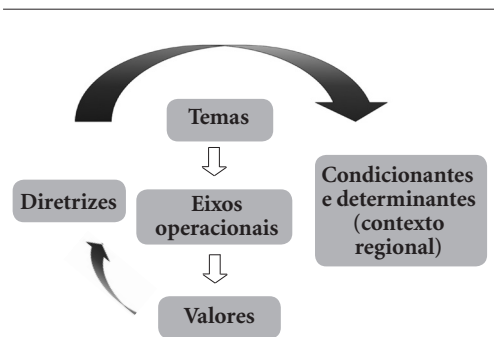 Temas
Diretrizes
Eixos
operacionais
Condicionantes
e determinantes
(contexto
regional)
Valores